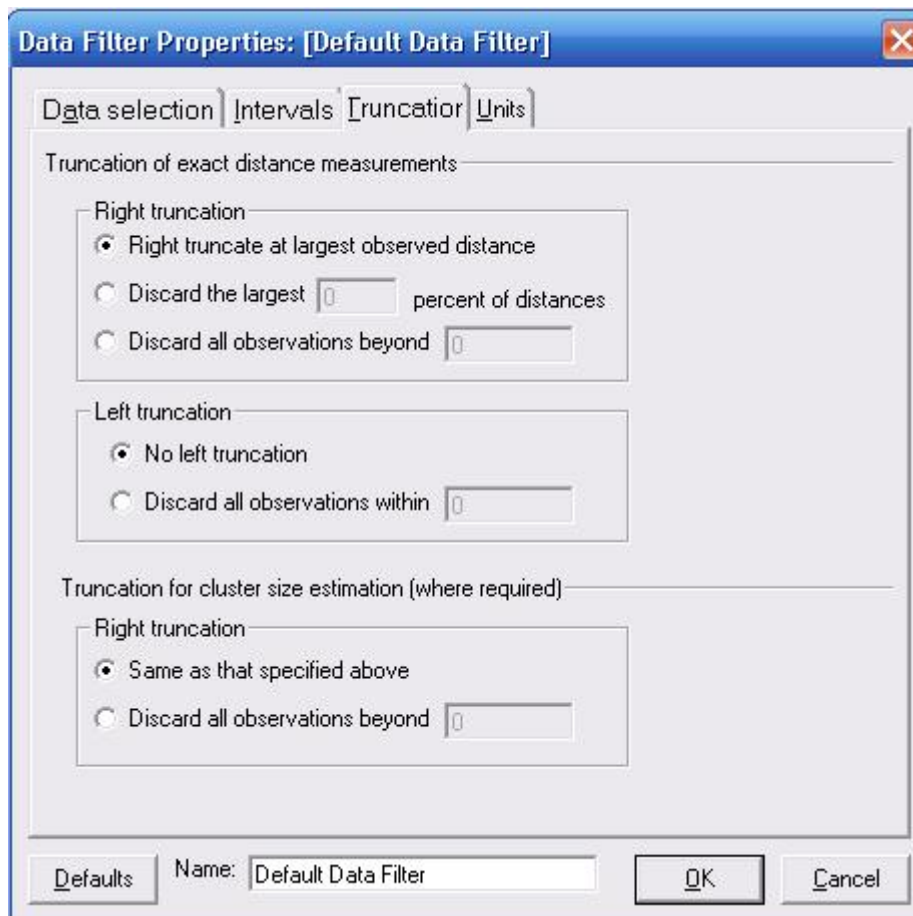 Data Filter Properties: [Default Data Filter]
Data selection Intervals Truncation Units
Truncation of exact distance measurements
Right truncation
Right truncate at largest observed distance
Discard the largest 0 percent of distances
Discard all observations beyond 0
Left truncation
No left truncation
Discard all observations within 0
Truncation for cluster size estimation (where required)
Right truncation
Same as that specified above
Discard all observations beyond 0
Defaults Name: Default Data Filter OK Cancel